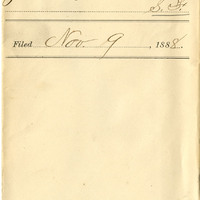 S. F.
Filed Nov. 9, 1888.